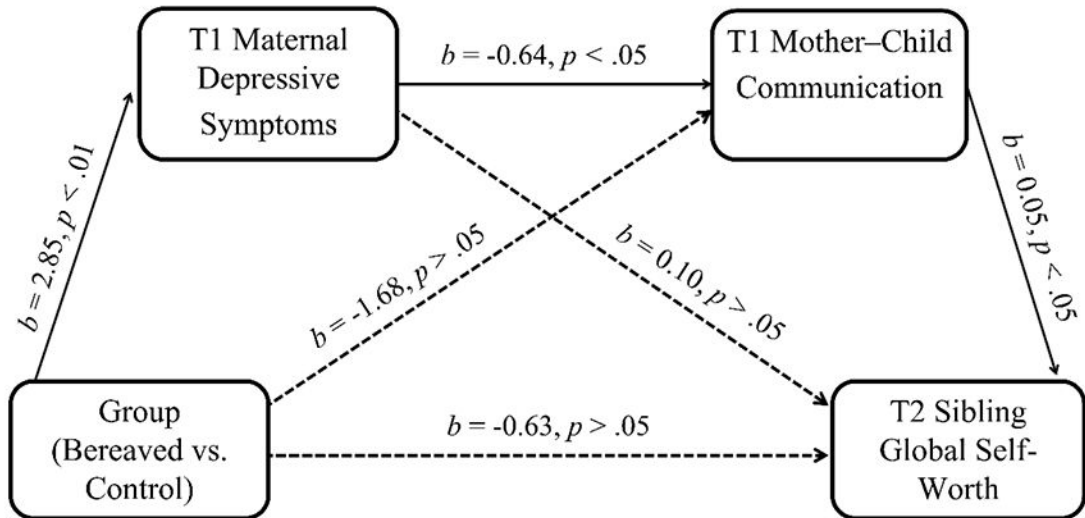 T1 Maternal
Depressive
Symptoms
b = -0.64, p < .05
T1 Mother–Child
Communication
b = 2.85, p < .01
b = -1.68, p > .05
b = 0.10, p > .05
b = 0.05, p < .05
Group
(Bereaved vs.
Control)
b = -0.63, p > .05
T2 Sibling
Global Self-
Worth